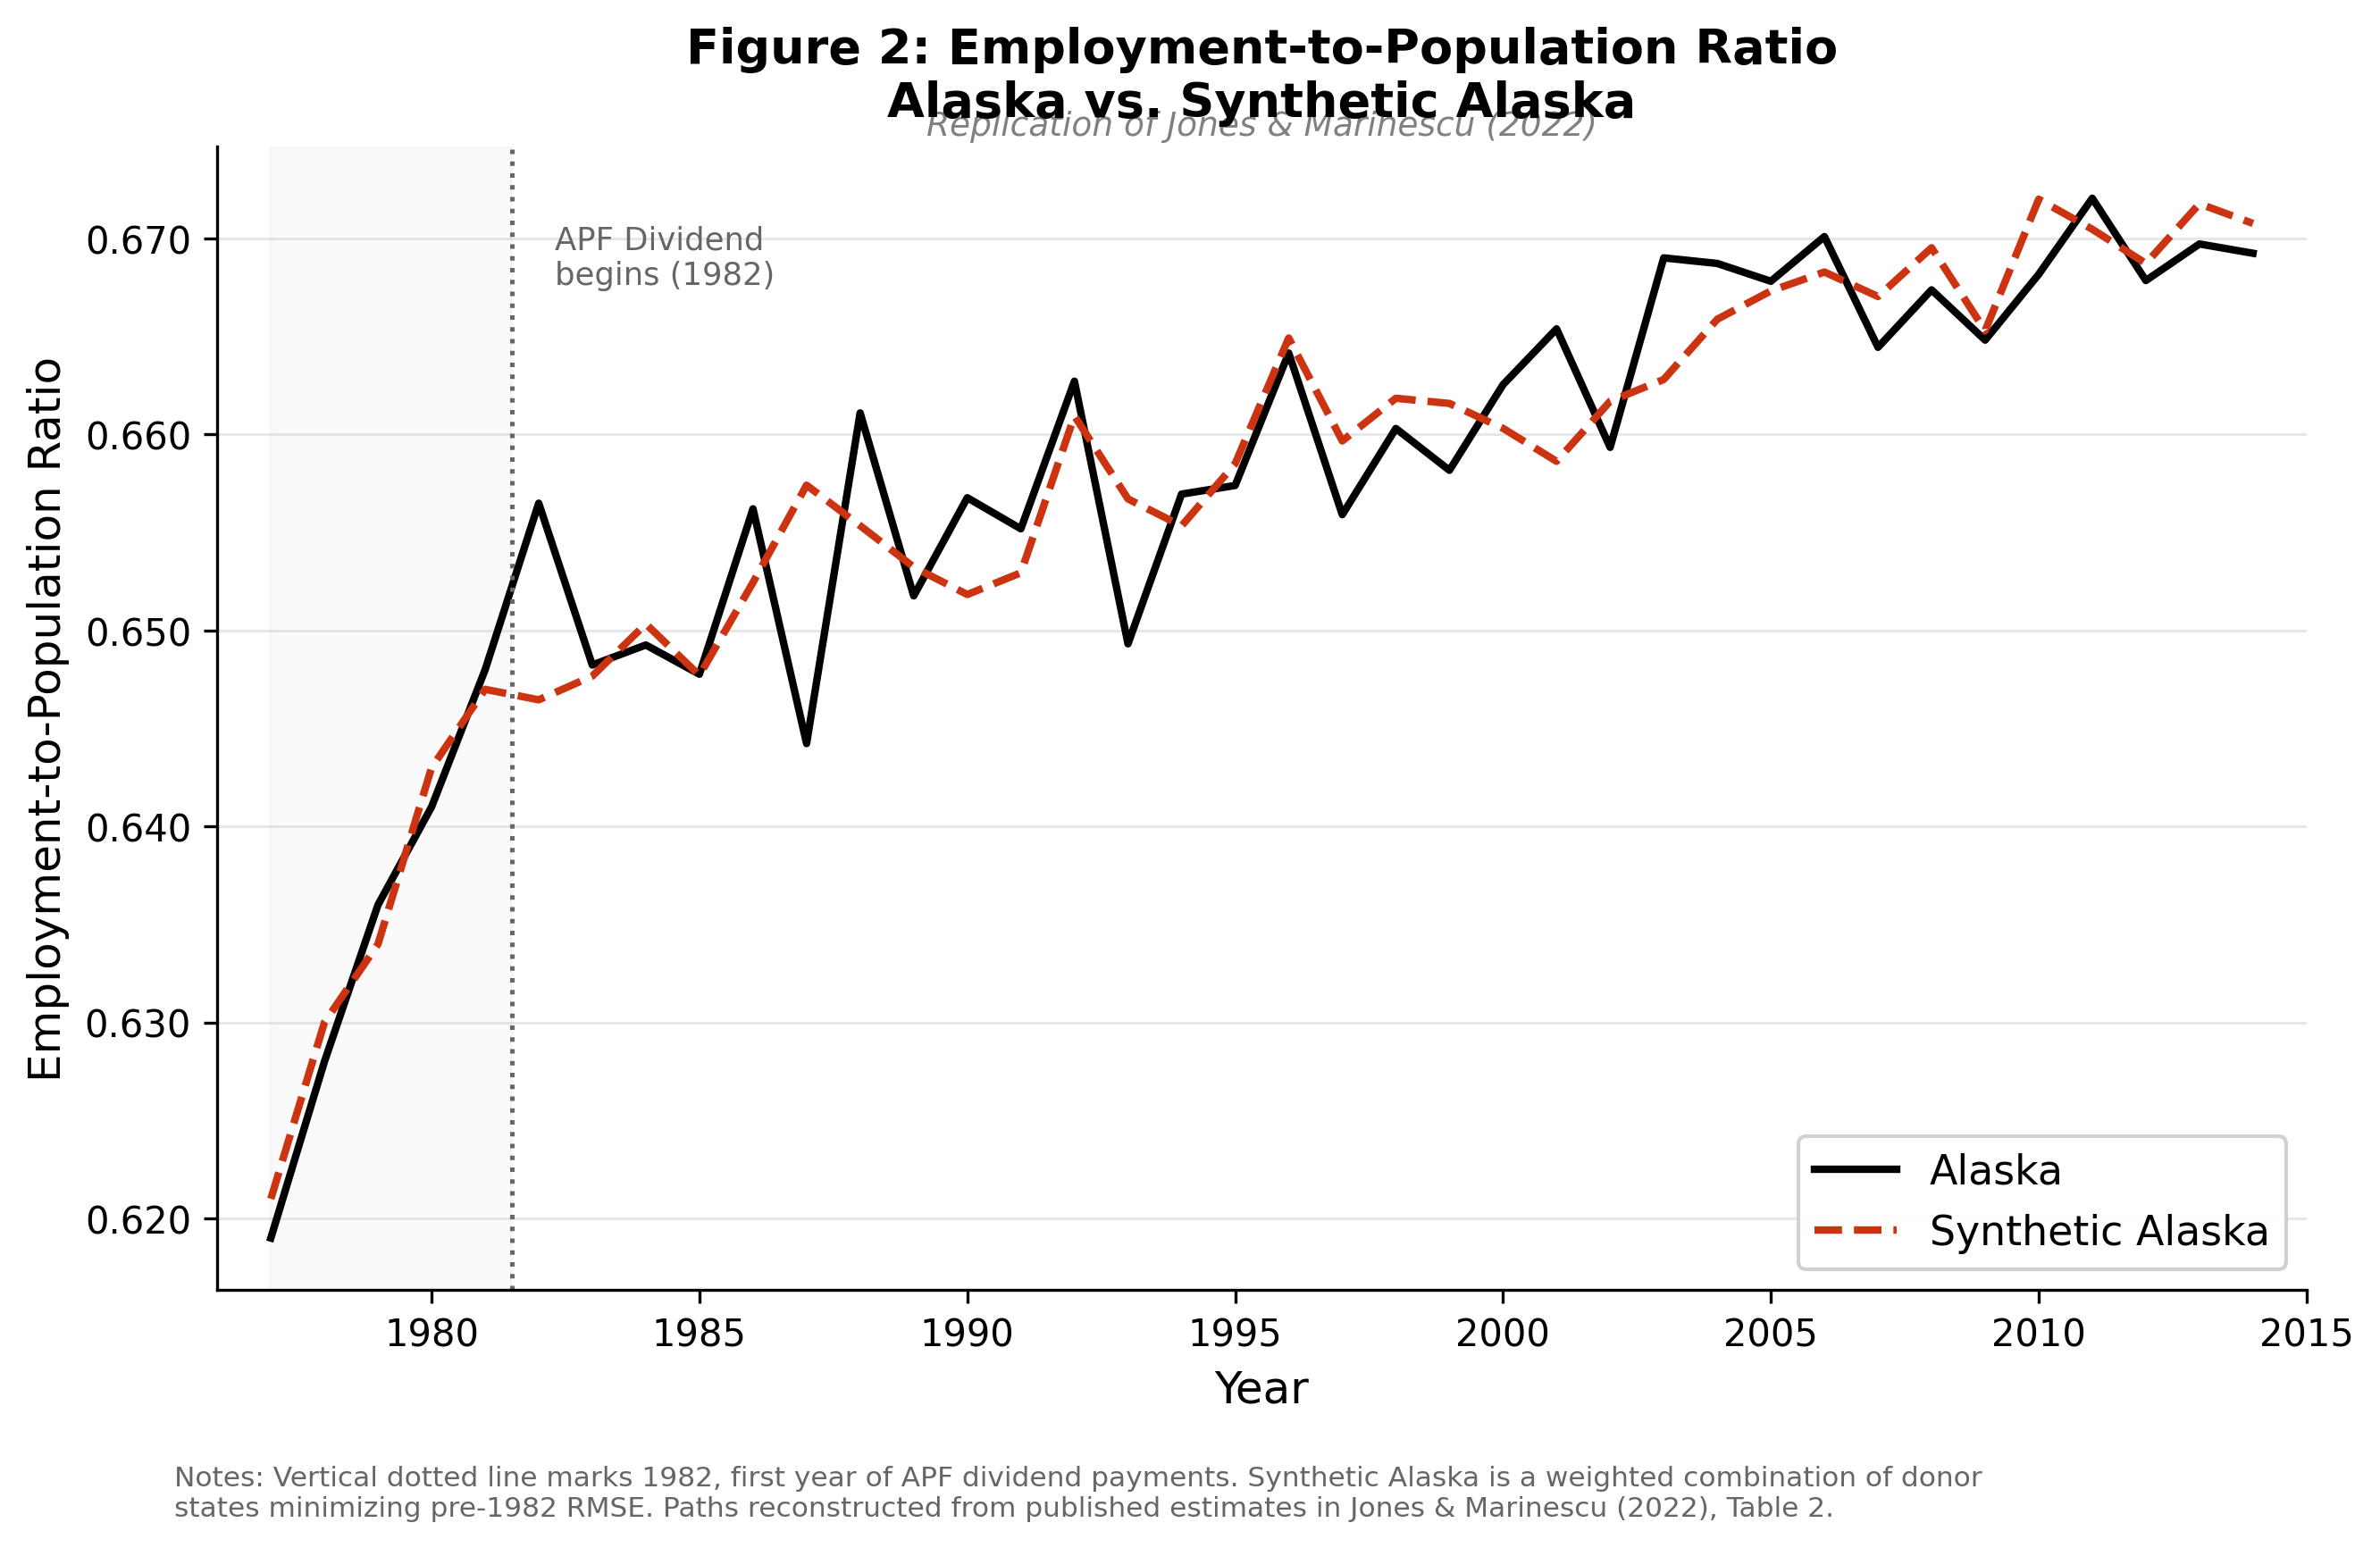 Figure 2: Employment-to-Population Ratio
Alaska vs. Synthetic Alaska
Replication of Jones & Marinescu (2022)
APF Dividend
begins (1982)
Employment-to-Population Ratio
0.670
0.660
0.650
0.640
0.630
0.620
Alaska
Synthetic Alaska
1980 1985 1990 1995 2000 2005 2010 2015
Year
Notes: Vertical dotted line marks 1982, first year of APF dividend payments. Synthetic Alaska is a weighted combination of donor
states minimizing pre-1982 RMSE. Paths reconstructed from published estimates in Jones & Marinescu (2022), Table 2.